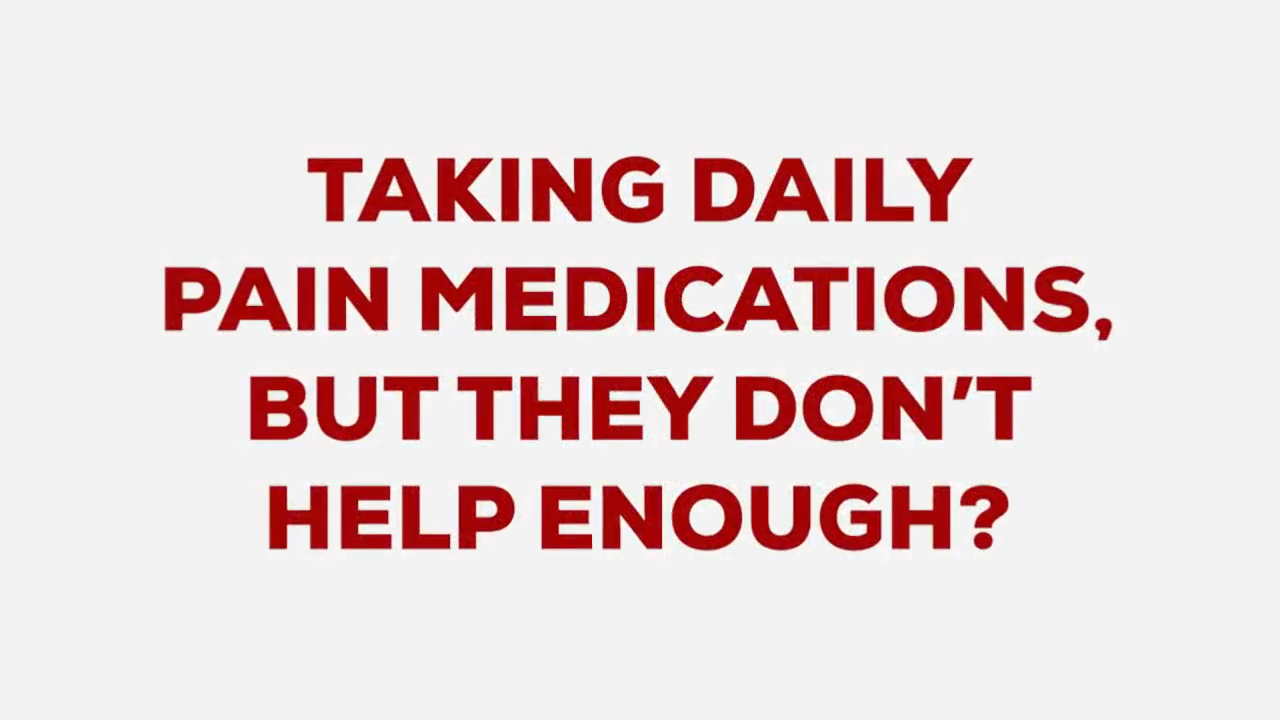 TAKING DAILY
PAIN MEDICATIONS,
BUT THEY DON'T
HELP ENOUGH?